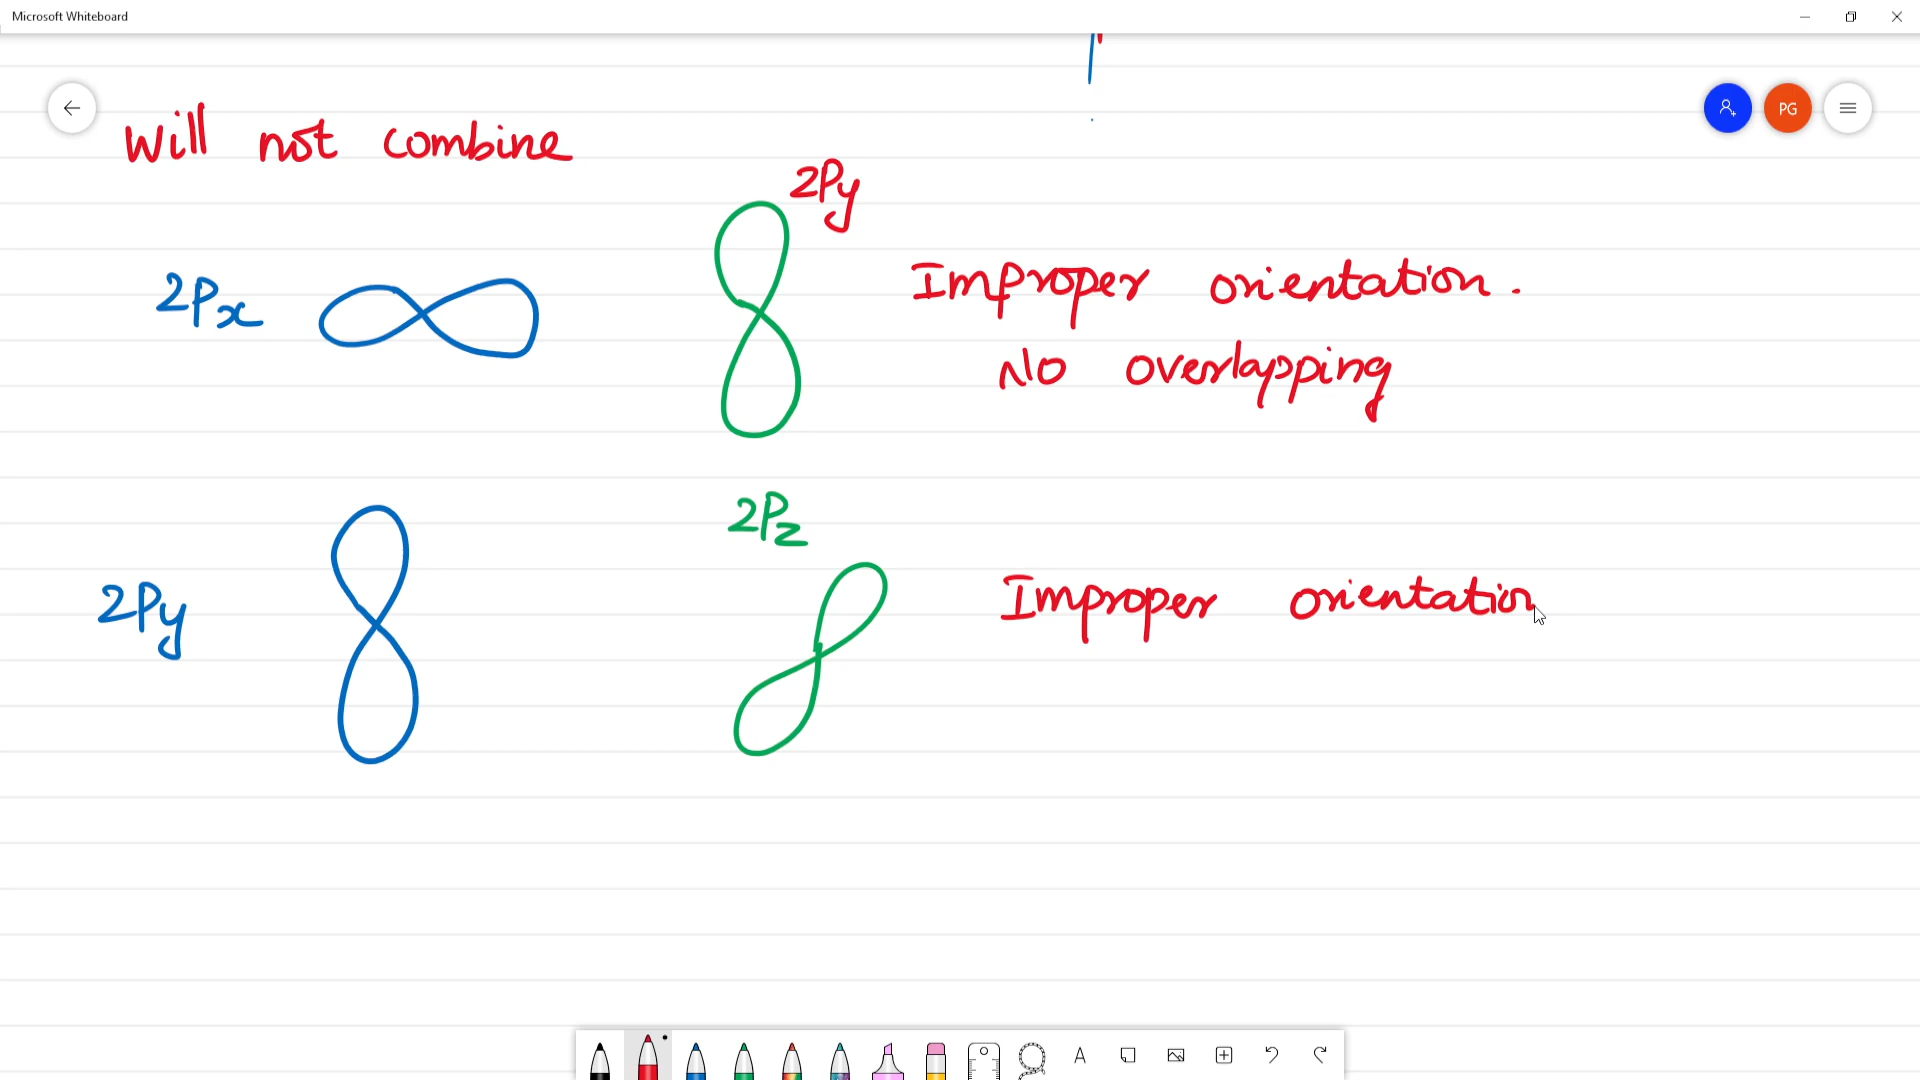 Microsoft Whiteboard
PG
Will not combine
2Py
2Px
Improper orientation.
No overlapping
2Pz
2Py
Improper orientation
A